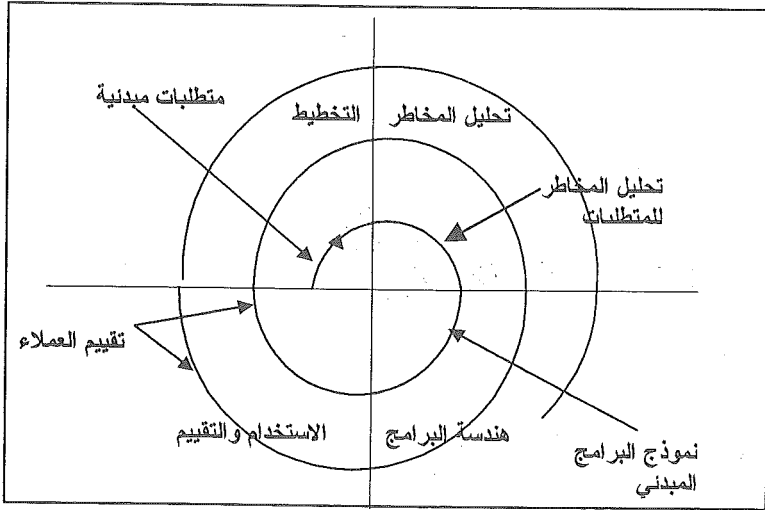 متطلبات مبدئية
التخطيط
تحليل المخاطر
تحليل المخاطر
للمتطلبات
تقييم العملاء
الاستخدام والتقييم
هندسة البرامج
نموذج البرامج
المبدئي